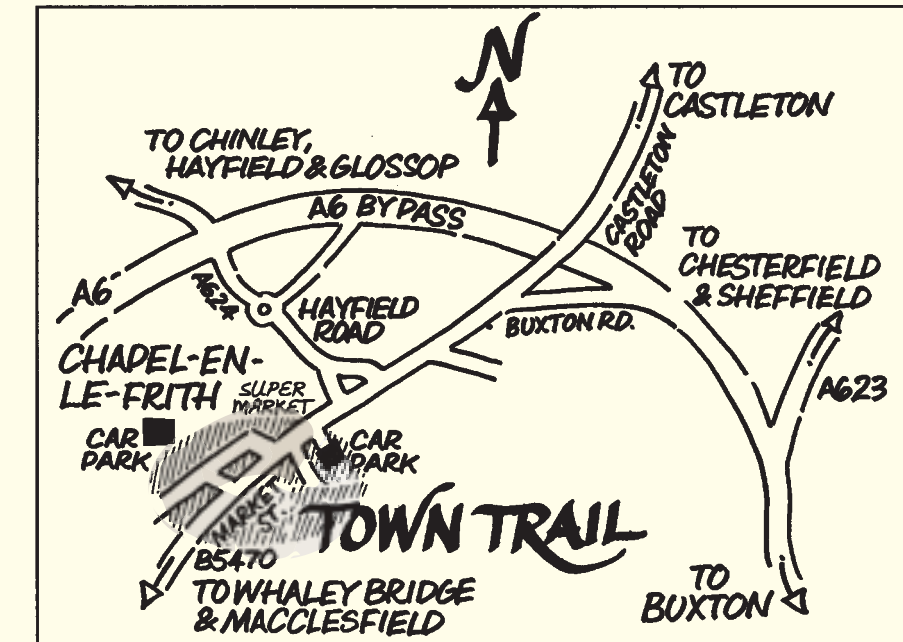 N
TO
CASTLETON
TO CHINLEY,
HAYFIELD & GLOSSOP
A6 BYPASS
CASTLETON
ROAD
TO
CHESTERFIELD
& SHEFFIELD
A6
A624
HAYFIELD
ROAD
BUXTON RD.
CHAPEL-EN-
LE-FRITH
SUPER
MARKET
A623
CAR
PARK
CAR
PARK
MARKET
ST.
TOWN TRAIL
B5470
TO WHALEY BRIDGE
& MACCLESFIELD
TO
BUXTON